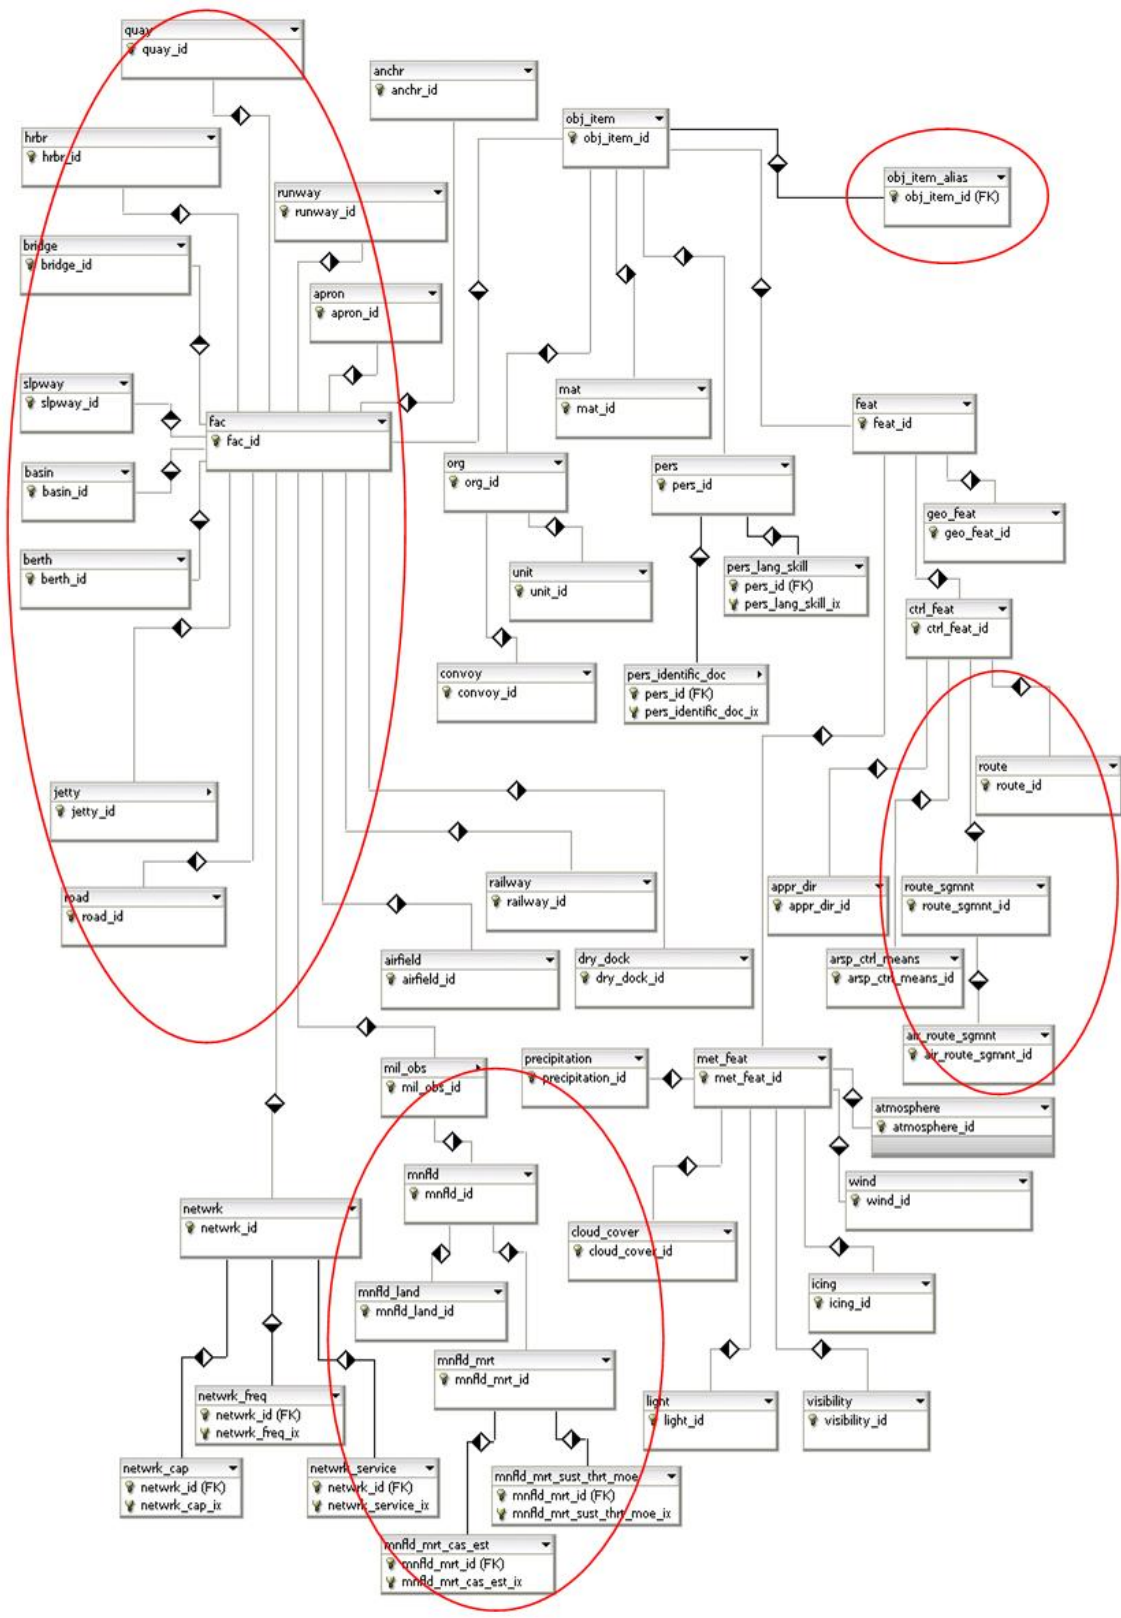 quay
quay_id
anchr
anchr_id
obj_item
obj_item_id
hrbr
hrbr_id
obj_item_alias
obj_item_id (FK)
runway
runway_id
bridge
bridge_id
apron
apron_id
slpway
slpway_id
mat
mat_id
feat
feat_id
fac
fac_id
basin
basin_id
org
org_id
pers
pers_id
geo_feat
geo_feat_id
berth
berth_id
unit
unit_id
pers_lang_skill
pers_id (FK)
pers_lang_skill_ix
ctrl_feat
ctrl_feat_id
convoy
convoy_id
pers_identific_doc
pers_id (FK)
pers_identific_doc_ix
route
route_id
jetty
jetty_id
road
road_id
railway
railway_id
appr_dir
appr_dir_id
route_sgmnt
route_sgmnt_id
airfield
airfield_id
dry_dock
dry_dock_id
arsp_ctrl_means
arsp_ctrl_means_id
air_route_sgmnt
air_route_sgmnt_id
mil_obs
mil_obs_id
precipitation
precipitation_id
met_feat
met_feat_id
atmosphere
atmosphere_id
mnfld
mnfld_id
wind
wind_id
netwrk
netwrk_id
cloud_cover
cloud_cover_id
mnfld_land
mnfld_land_id
icing
icing_id
mnfld_mrt
mnfld_mrt_id
netwrk_freq
netwrk_id (FK)
netwrk_freq_ix
light
light_id
visibility
visibility_id
netwrk_cap
netwrk_id (FK)
netwrk_cap_ix
netwrk_service
netwrk_id (FK)
netwrk_service_ix
mnfld_mrt_sust_thrt_moe
mnfld_mrt_id (FK)
mnfld_mrt_sust_thrt_moe_ix
mnfld_mrt_cas_est
mnfld_mrt_id (FK)
mnfld_mrt_cas_est_ix